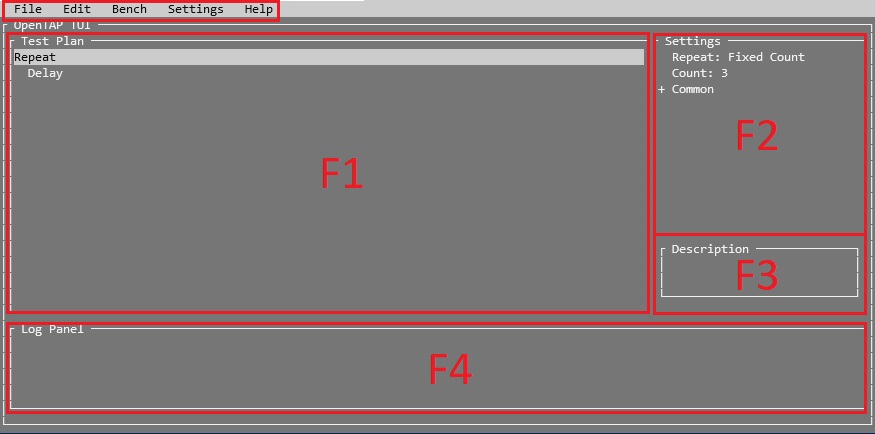 File Edit Bench Settings Help
OpenTAP TUI
Test Plan
Repeat
Delay
F1
Settings
Repeat: Fixed Count
Count: 3
+ Common
F2
Description
F3
Log Panel
F4